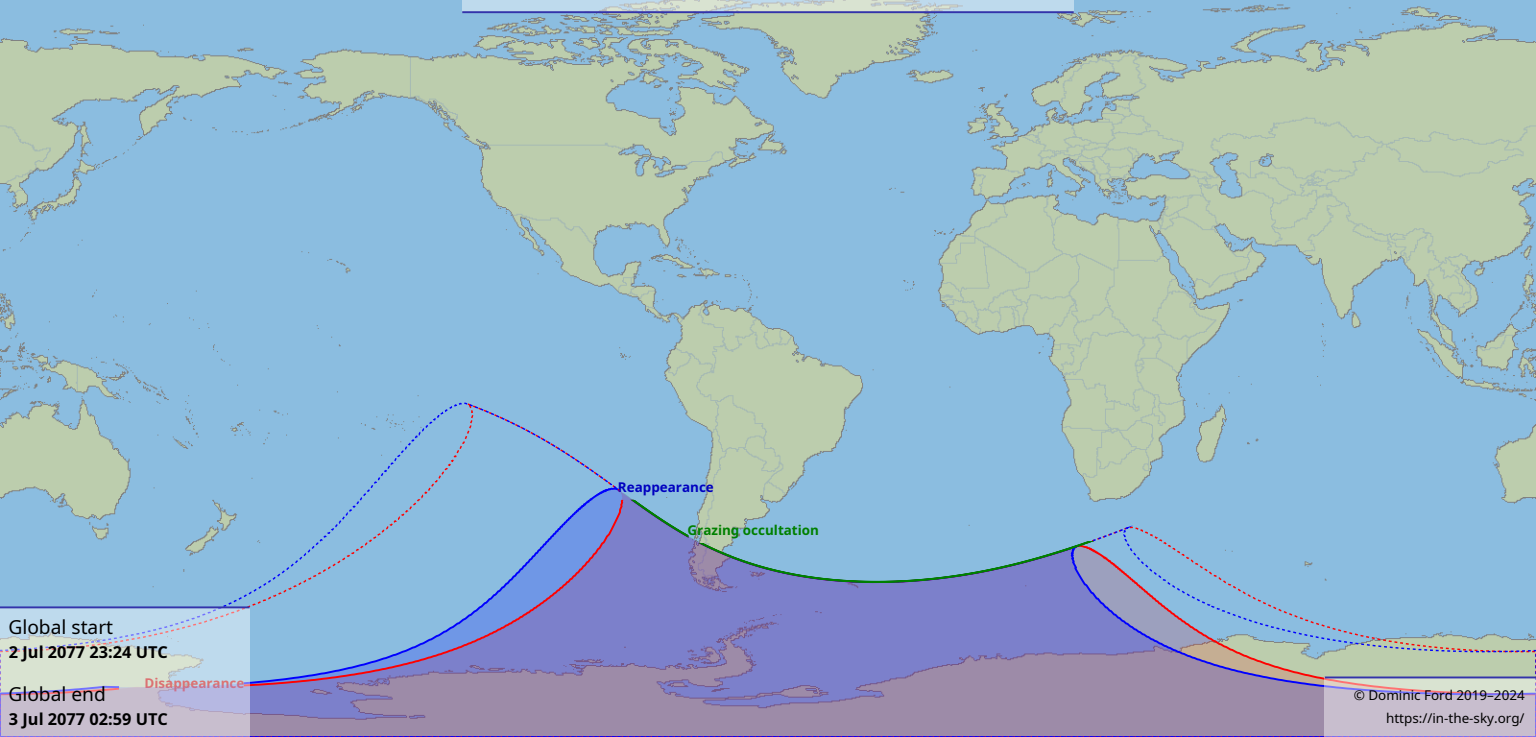 Reappearance
Grazing occultation
Global start
2 Jul 2077 23:24 UTC
Disappearance
Global end
3 Jul 2077 02:59 UTC
© Dominic Ford 2019–2024
https://in-the-sky.org/